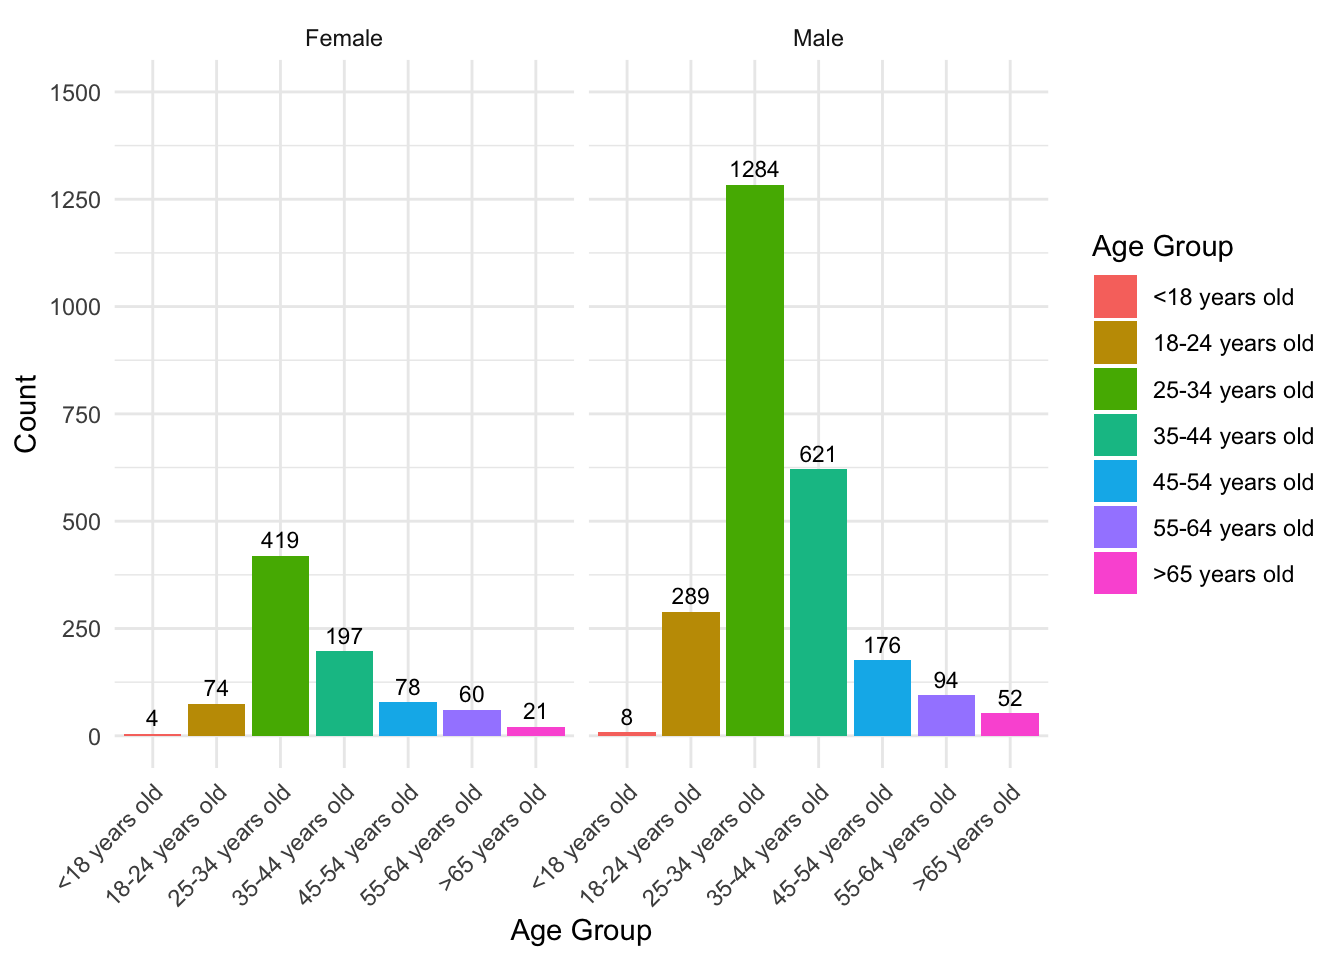 Female
Male
1500
1250
1000
750
500
250
0
Count
4
74
419
197
78
60
21
8
289
1284
621
176
94
52
<18 years old
18-24 years old
25-34 years old
35-44 years old
45-54 years old
55-64 years old
>65 years old
<18 years old
18-24 years old
25-34 years old
35-44 years old
45-54 years old
55-64 years old
>65 years old
Age Group
Age Group
<18 years old
18-24 years old
25-34 years old
35-44 years old
45-54 years old
55-64 years old
>65 years old